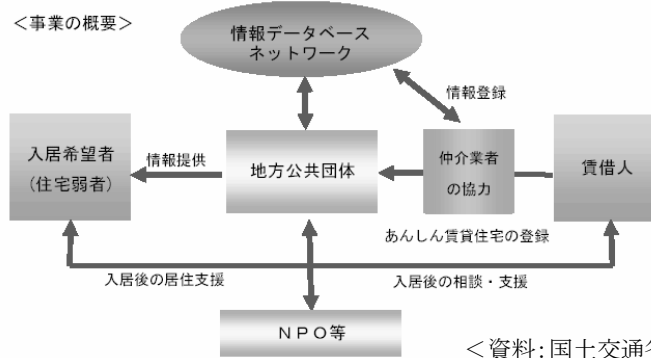 ＜事業の概要＞
情報データベース
ネットワーク
情報登録
入居希望者
（住宅弱者）
情報提供
地方公共団体
仲介業者
の協力
賃借人
あんしん賃貸住宅の登録
入居後の居住支援
入居後の相談・支援
ＮＰＯ等
＜資料：国土交通